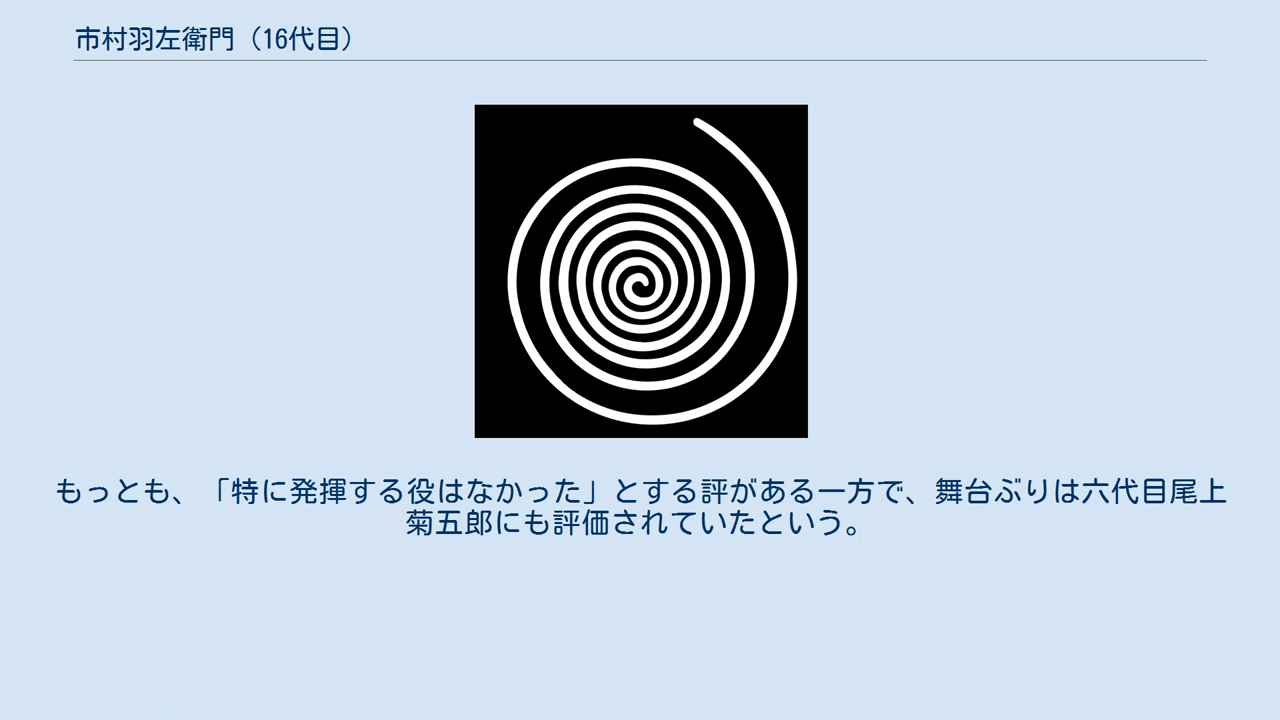 市村羽左衛門（16代目）
もっとも、「特に発揮する役はなかった」とする評がある一方で、舞台ぶりは六代目尾上
菊五郎にも評価されていたという。